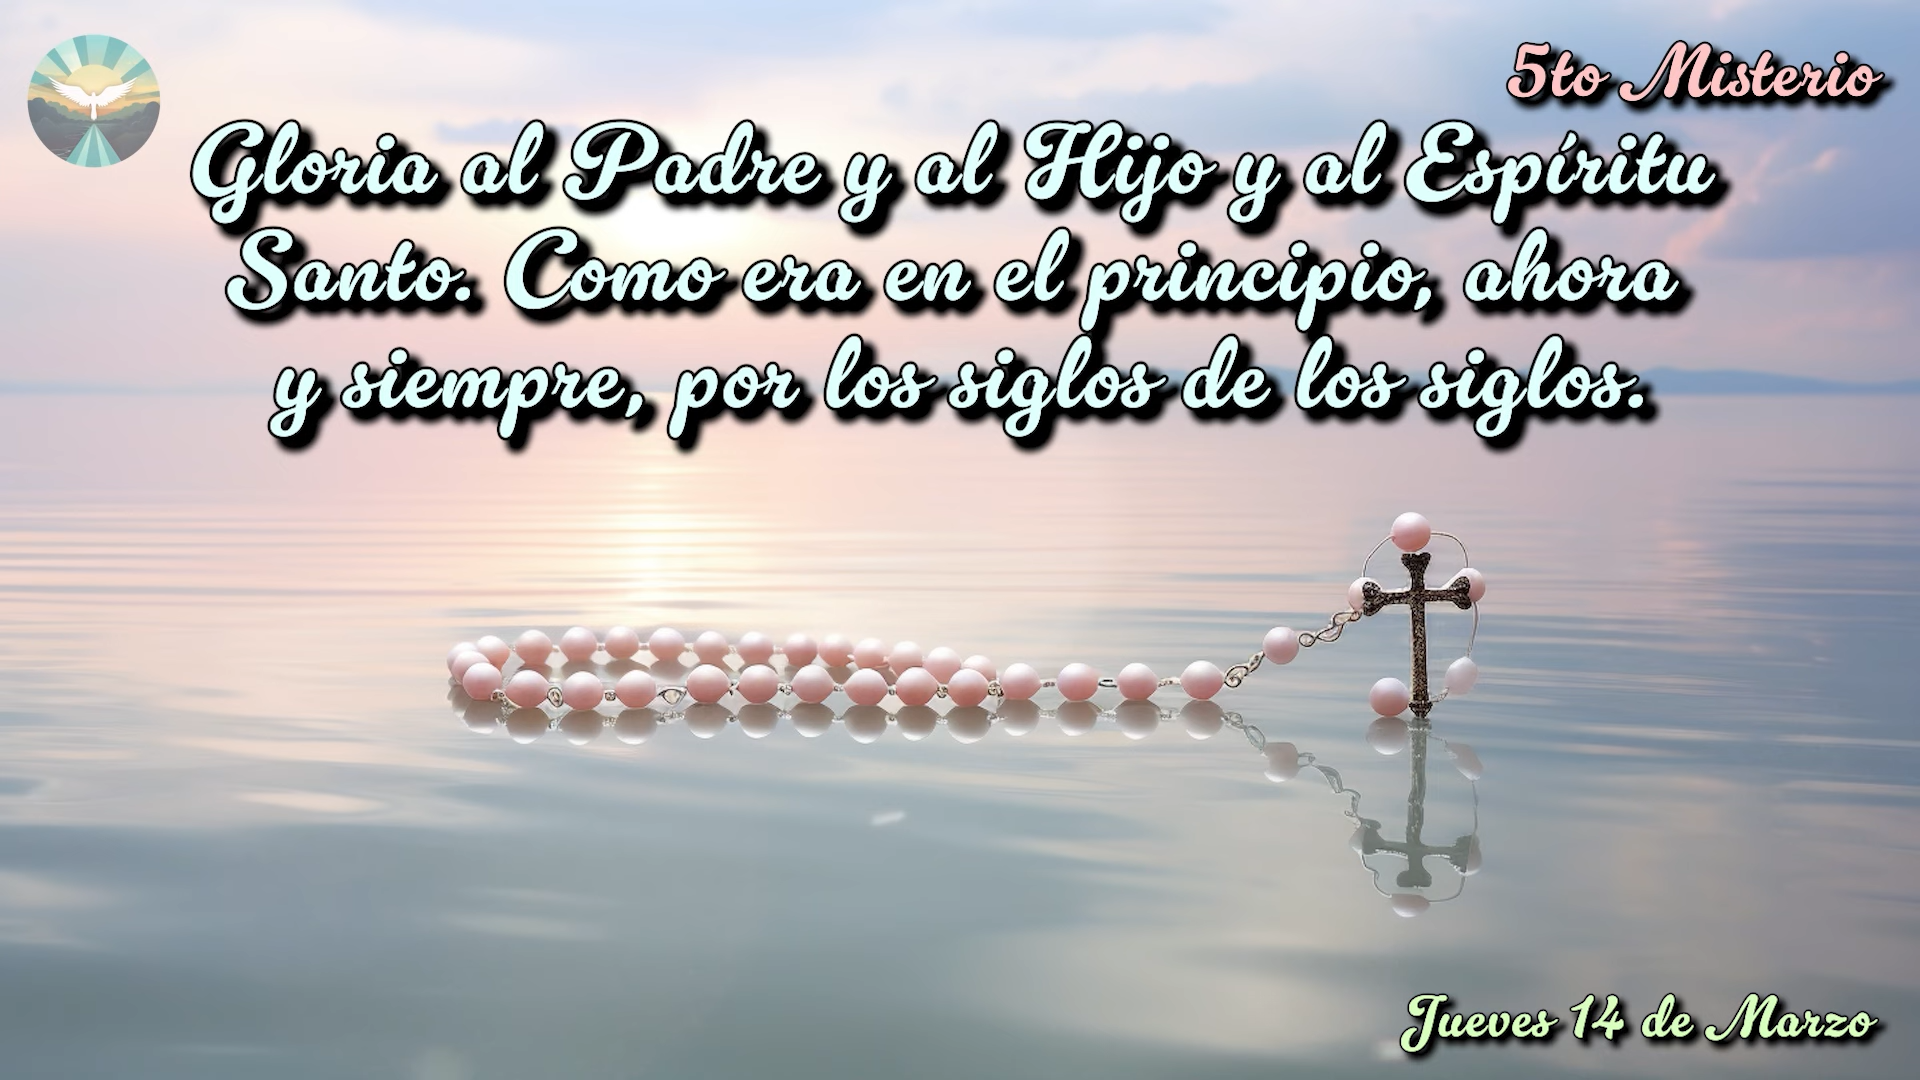 5to Misterio
Gloria al Padre y al Hijo y al Espíritu
Santo. Como era en el principio, ahora
y siempre, por los siglos de los siglos.
Jueves 14 de Marzo